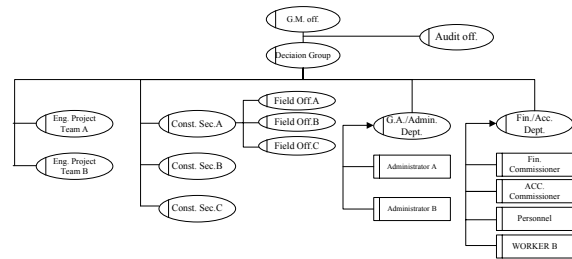 G.M. off.
Audit off.
Decision Group
Eng. Project
Team A
Eng. Project
Team B
Const. Sec.A
Const. Sec.B
Const. Sec.C
Field Off.A
Field Off.B
Field Off.C
G.A./Admin.
Dept.
Administrator A
Administrator B
Fin./Acc.
Dept.
Fin.
Commissioner
ACC.
Commissioner
Personnel
WORKER B